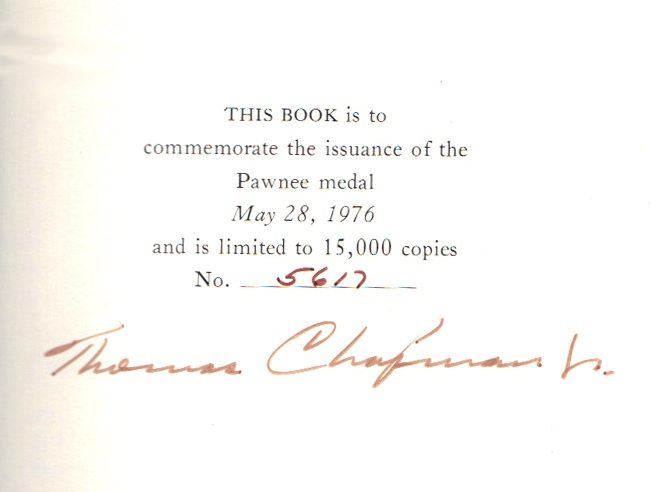 THIS BOOK is to
commemorate the issuance of the
Pawnee medal
May 28, 1976
and is limited to 15,000 copies
No. 5617
Thomas Chapman Jr.